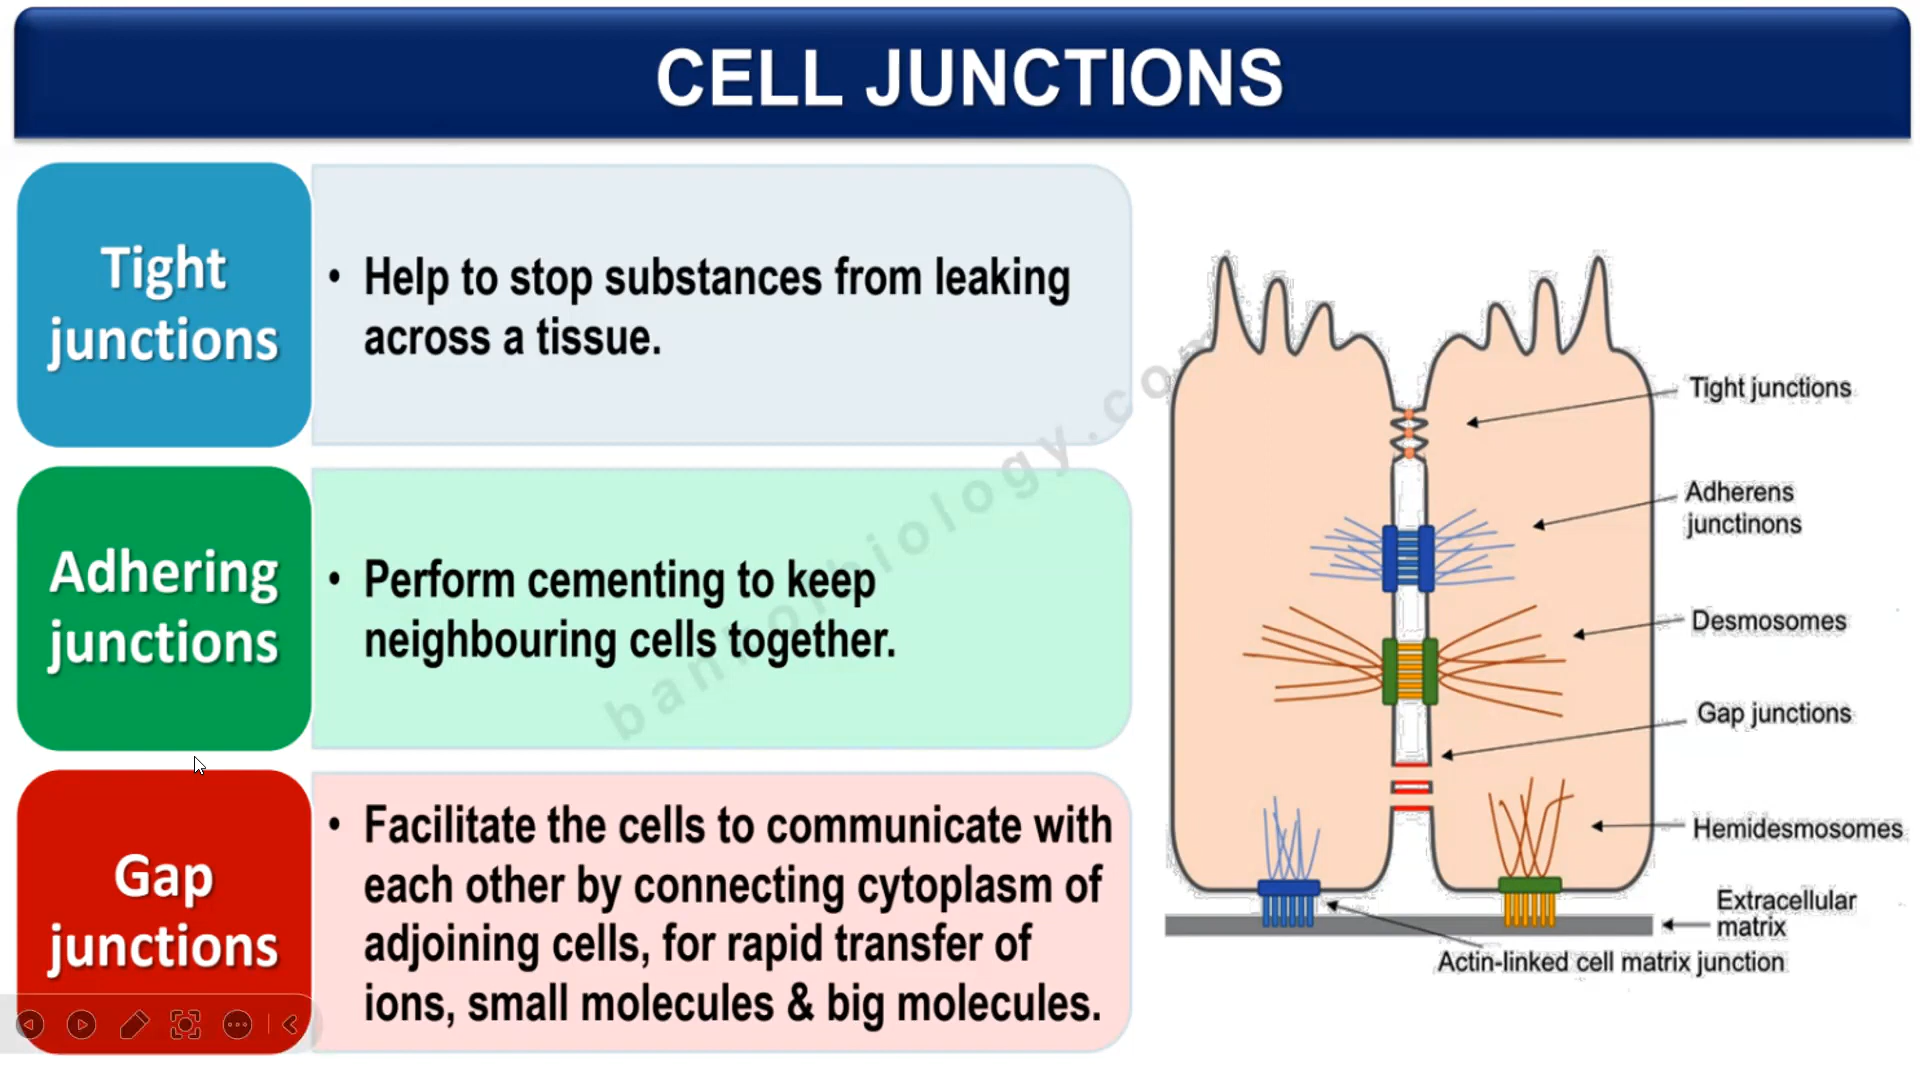 CELL JUNCTIONS
Tight
junctions
• Help to stop substances from leaking
across a tissue.
Adhering
junctions
• Perform cementing to keep
neighbouring cells together.
Gap
junctions
• Facilitate the cells to communicate with
each other by connecting cytoplasm of
adjoining cells, for rapid transfer of
ions, small molecules & big molecules.
Tight junctions
Adherens
junctinons
Desmosomes
Gap junctions
Hemidesmosomes
Extracellular
matrix
Actin-linked cell matrix junction